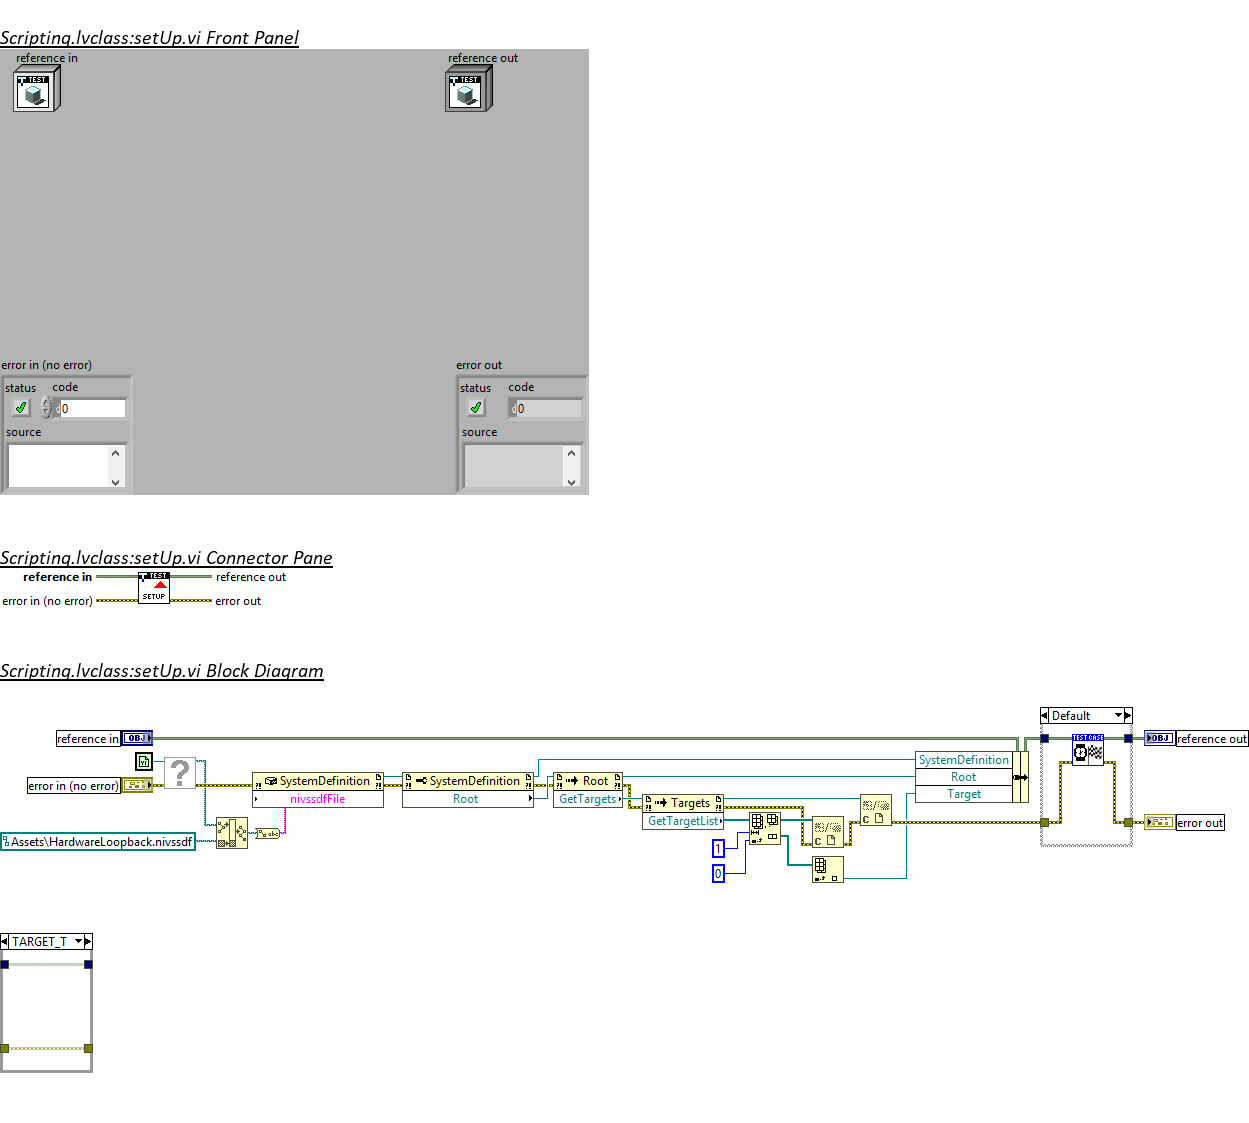 Scripting.lvclass:setUp.vi Front Panel
reference in
reference out
TEST
TEST
error in (no error)
error out
status
code
status
code
0
0
source
source
Scripting.lvclass:setUp.vi Connector Pane
reference in
TEST
reference out
error in (no error)
SETUP
error out
Scripting.lvclass:setUp.vi Block Diagram
Default
reference in
OBJ
TEST CASE
OBJ
reference out
vi
?
SystemDefinition
Root
Target
error in (no error)
SystemDefinition
nivssdfFile
SystemDefinition
Root
Root
GetTargets
Targets
GetTargetList
error out
Assets\HardwareLoopback.nivssdf
abc
1
0
C
C
TARGET_T